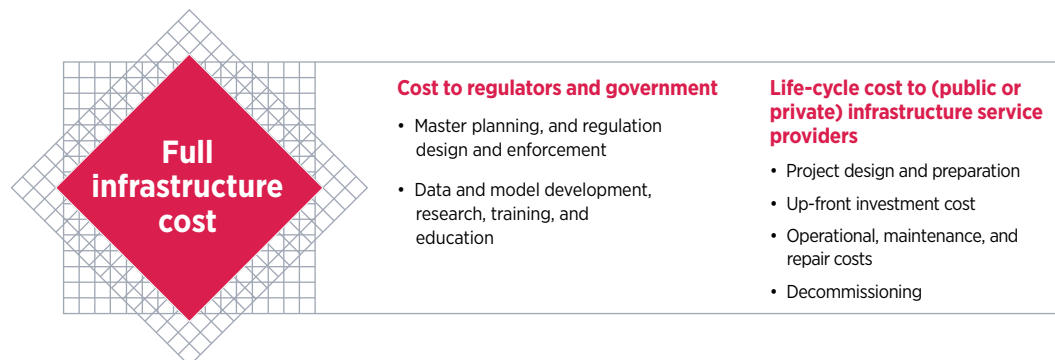 Full
infrastructure
cost
Cost to regulators and government
• Master planning, and regulation
design and enforcement
• Data and model development,
research, training, and
education
Life-cycle cost to (public or
private) infrastructure service
providers
• Project design and preparation
• Up-front investment cost
• Operational, maintenance, and
repair costs
• Decommissioning